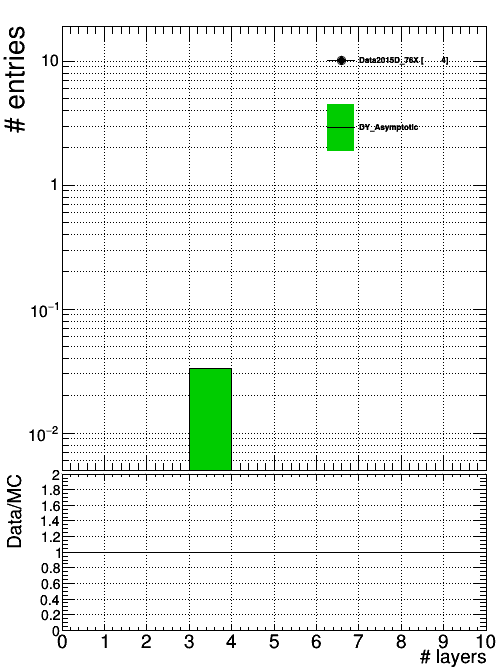 # entries
10
1
10⁻¹
10⁻²
Data2015D_76X [ 4]
DY_Asymptotic
Data/MC
2
1.8
1.6
1.4
1.2
1
0.8
0.6
0.4
0.2
0
0 1 2 3 4 5 6 7 8 9 10
# layers